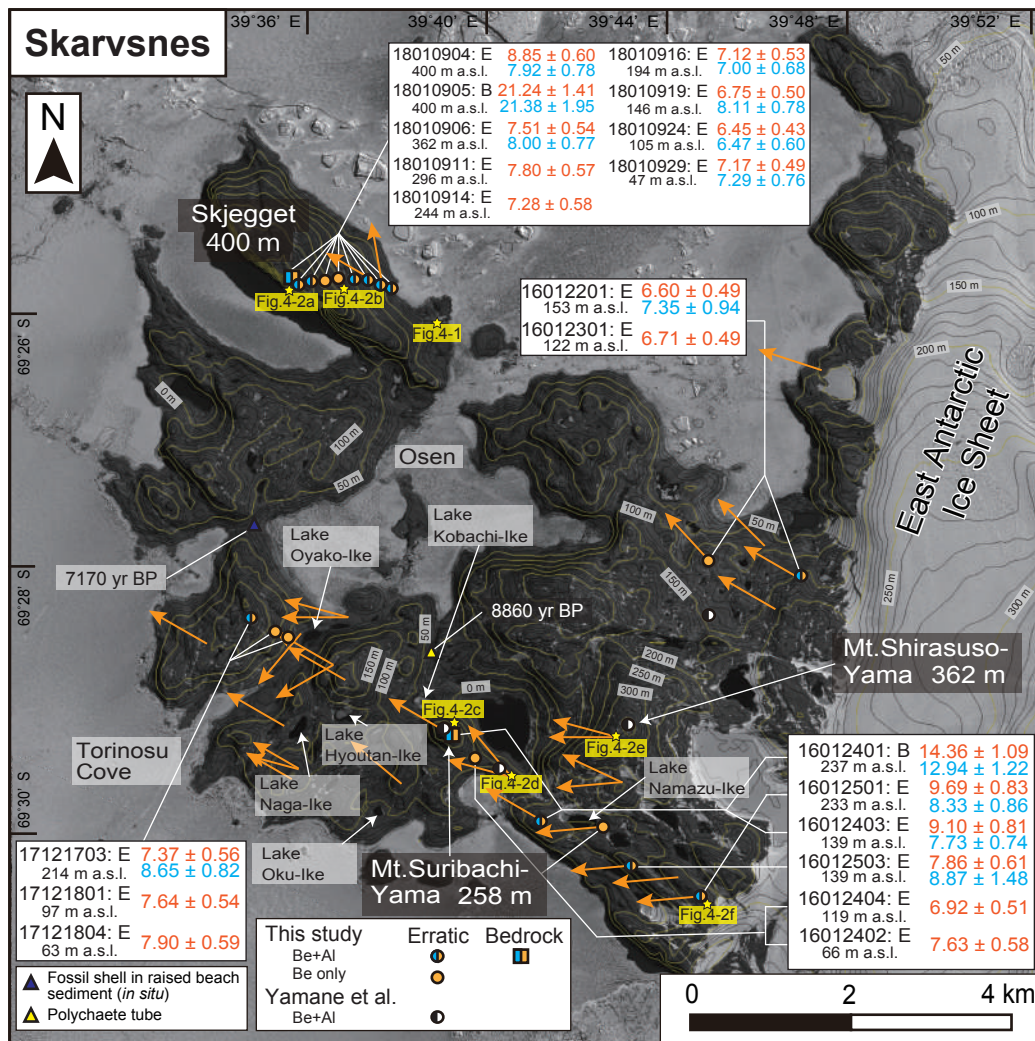 Skarvsnes
39°36' E
39°40' E
39°44' E
39°48' E
39°52' E
N
18010904: E 8.85 ± 0.60
400 m a.s.l. 7.92 ± 0.78
18010905: B 21.24 ± 1.41
400 m a.s.l. 21.38 ± 1.95
18010906: E 7.51 ± 0.54
362 m a.s.l. 8.00 ± 0.77
18010911: E 7.80 ± 0.57
296 m a.s.l.
18010914: E 7.28 ± 0.58
244 m a.s.l.
18010916: E 7.12 ± 0.53
194 m a.s.l. 7.00 ± 0.68
18010919: E 6.75 ± 0.50
146 m a.s.l. 8.11 ± 0.78
18010924: E 6.45 ± 0.43
105 m a.s.l. 6.47 ± 0.60
18010929: E 7.17 ± 0.49
47 m a.s.l. 7.29 ± 0.76
50 m
100 m
150 m
200 m
250 m
300 m
East Antarctic
Ice Sheet
Skjegget
400 m
Fig.4-2a
Fig.4-2b
Fig.4-1
16012201: E 6.60 ± 0.49
153 m a.s.l. 7.35 ± 0.94
16012301: E 6.71 ± 0.49
122 m a.s.l.
69°26' S
0 m
100 m
50 m
Osen
Lake
Kobachi-Ike
Lake
Oyako-Ike
100 m
50 m
150 m
69°28' S
7170 yr BP
8860 yr BP
50 m
150 m
100 m
0 m
200 m
250 m
300 m
Mt.Shirasuso-
Yama 362 m
Fig.4-2c
Fig.4-2e
Fig.4-2d
Torinosu
Cove
Lake
Hyoutan-Ike
Lake
Naga-Ike
Lake
Namazu-Ike
69°30' S
Lake
Oku-Ike
Mt.Suribachi-
Yama 258 m
Fig.4-2f
16012401: B 14.36 ± 1.09
237 m a.s.l. 12.94 ± 1.22
16012501: E 9.69 ± 0.83
233 m a.s.l. 8.33 ± 0.86
16012403: E 9.10 ± 0.81
139 m a.s.l. 7.73 ± 0.74
16012503: E 7.86 ± 0.61
139 m a.s.l. 8.87 ± 1.48
16012404: E 6.92 ± 0.51
119 m a.s.l.
16012402: E 7.63 ± 0.58
66 m a.s.l.
17121703: E 7.37 ± 0.56
214 m a.s.l. 8.65 ± 0.82
17121801: E 7.64 ± 0.54
97 m a.s.l.
17121804: E 7.90 ± 0.59
63 m a.s.l.
Fossil shell in raised beach
sediment (in situ)
Polychaete tube
This study Erratic Bedrock
Be+Al
Be only
Yamane et al.
Be+Al
0 2 4 km